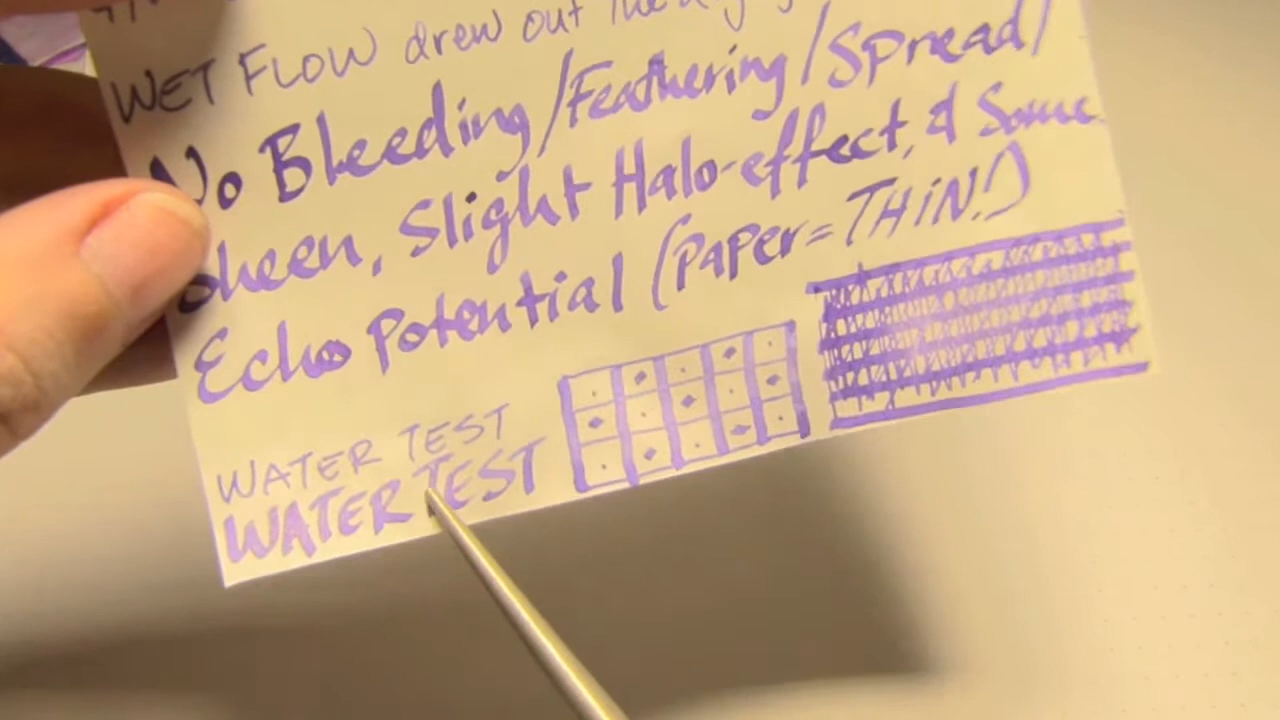 WET FLOW drew out the
No Bleeding/Feathering/Spread/
Sheen, Slight Halo-effect, & Some
Echo Potential (PAPER=THIN!)
WATER TEST
WATER TEST